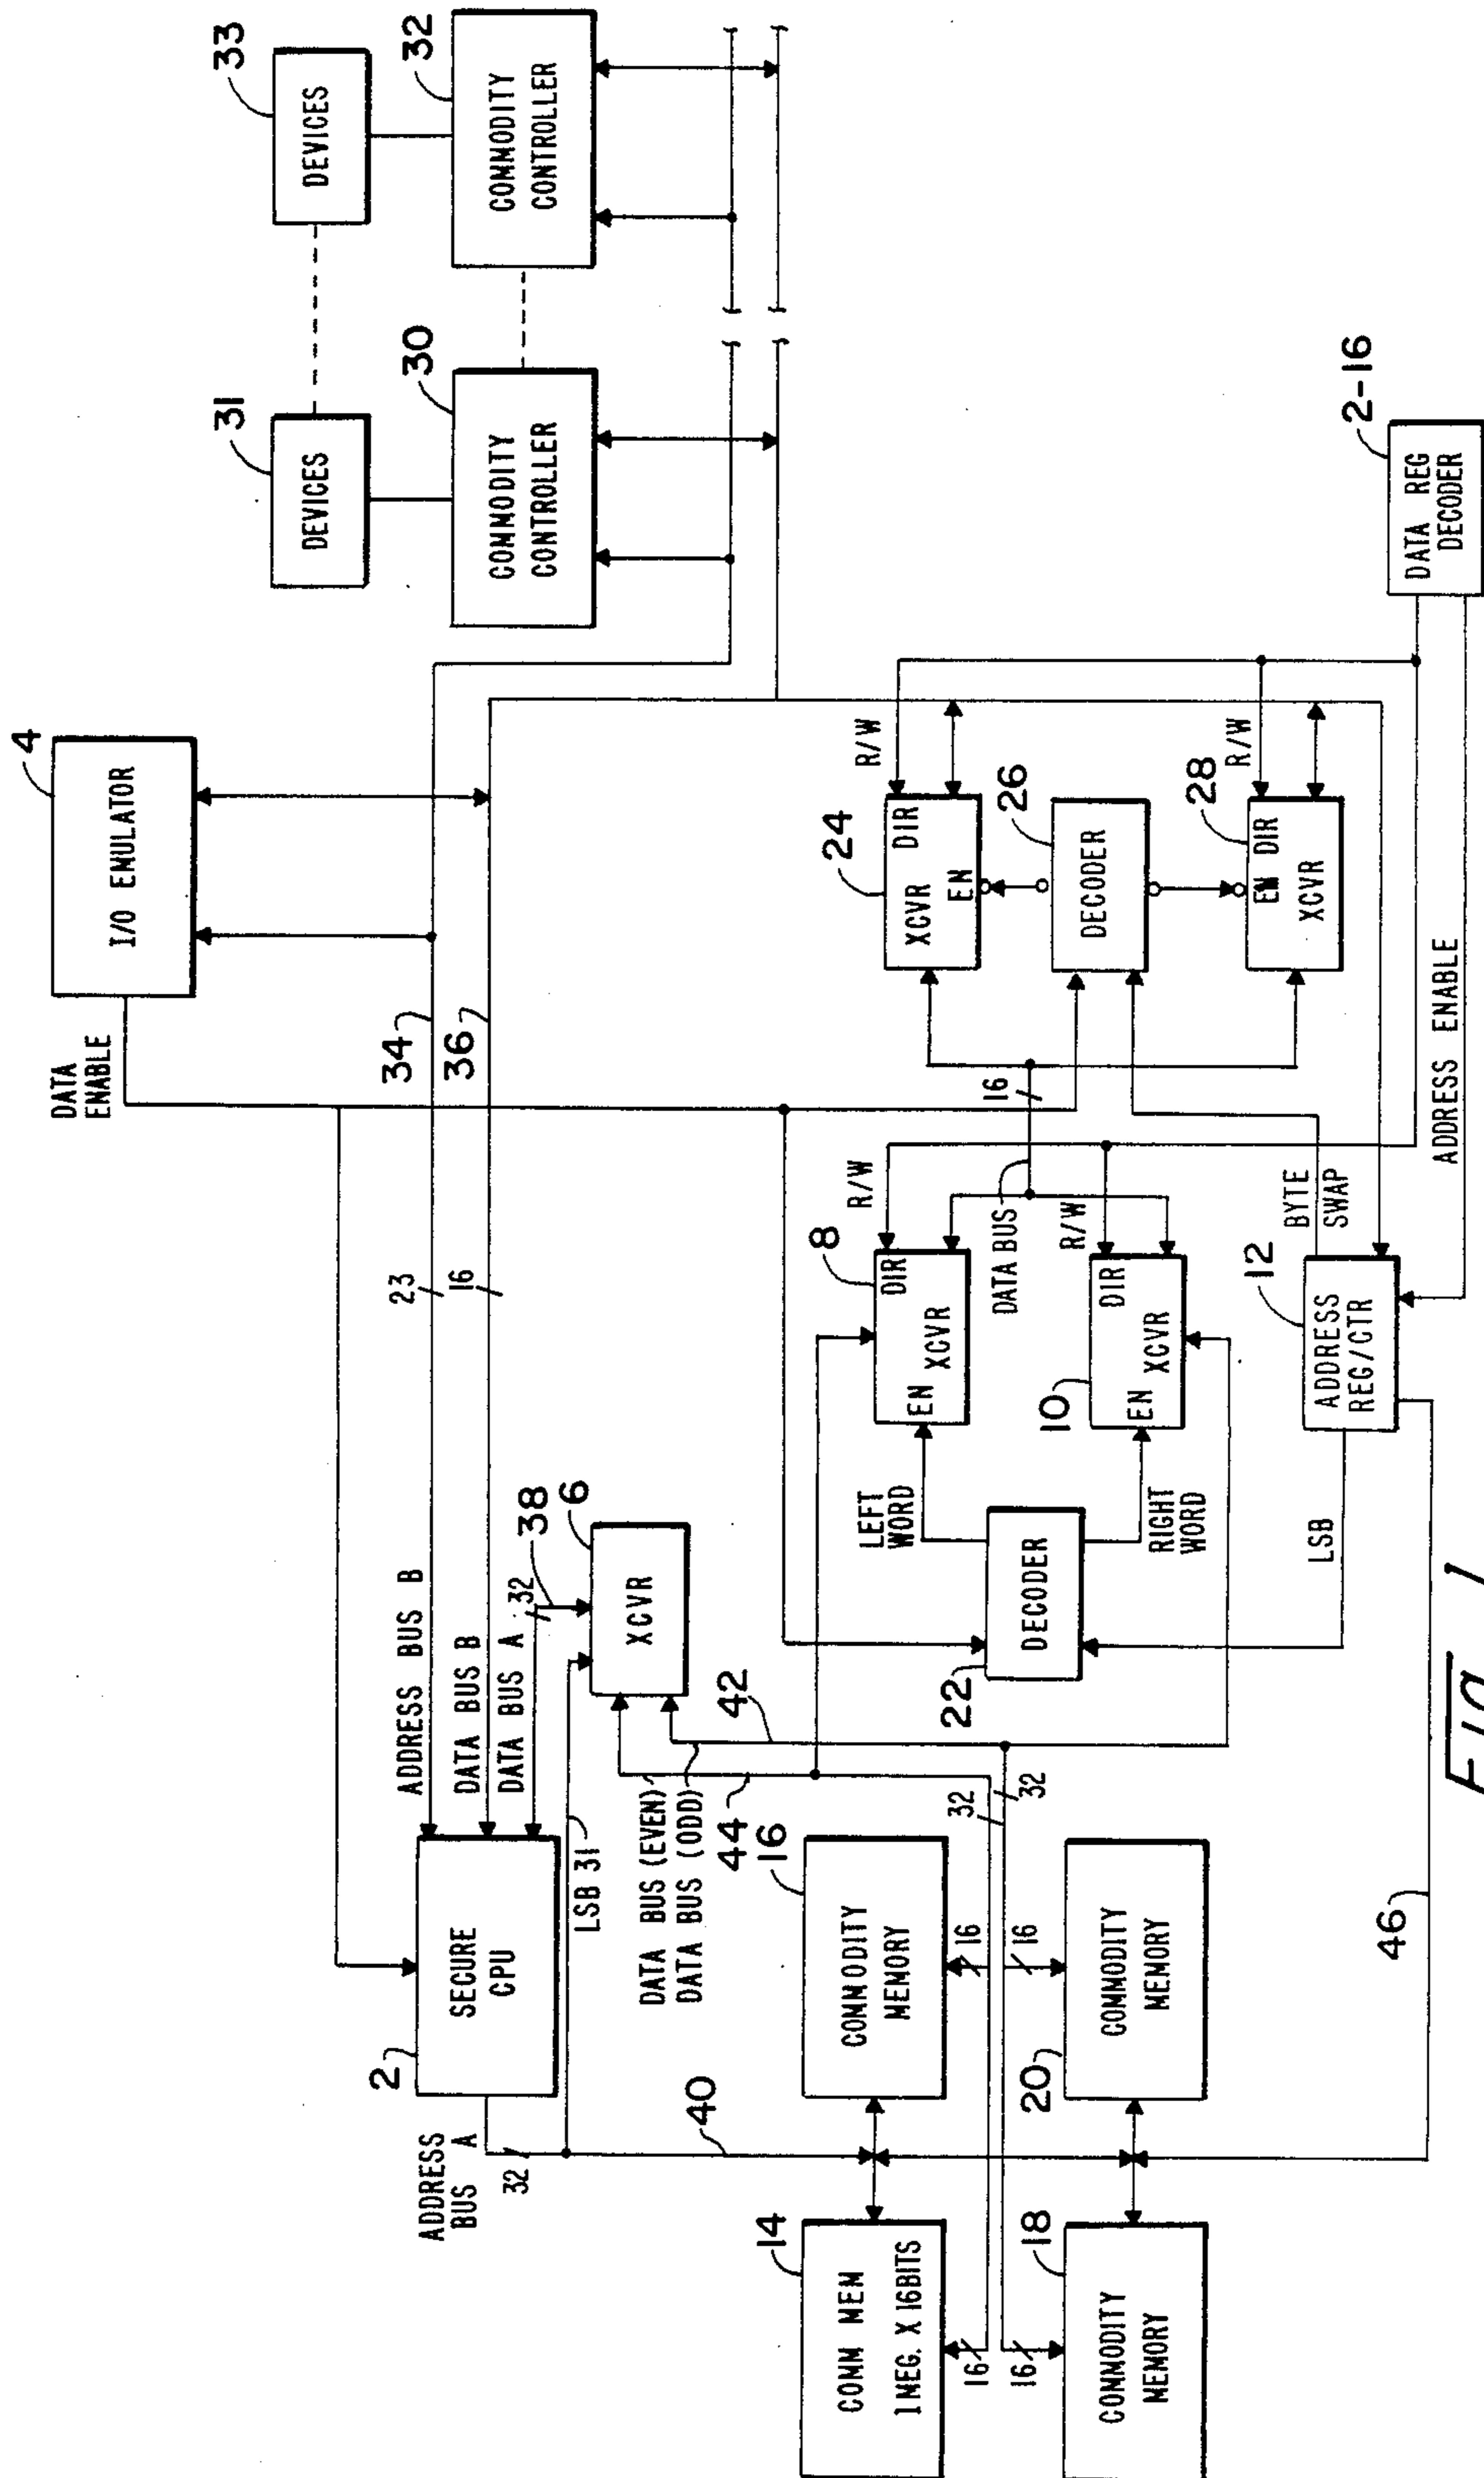 4
I/O EMULATOR
DATA
ENABLE
33
DEVICES
31
DEVICES
32
COMMODITY
CONTROLLER
30
COMMODITY
CONTROLLER
34
36
23
16
ADDRESS BUS B
DATA BUS B
DATA BUS A
32
38
2
SECURE
CPU
ADDRESS
BUS A
32
LSB 31
6
XCVR
DATA BUS (EVEN)
DATA BUS (ODD)
44
42
40
14
COMM MEM
1 MEG. X 16BITS
16
COMMODITY
MEMORY
16
16
32
32
16
16
18
COMMODITY
MEMORY
20
COMMODITY
MEMORY
46
LEFT
WORD
22
DECODER
RIGHT
WORD
8
R/W
DIR
EN
XCVR
DATA BUS
16
10
R/W
DIR
EN
XCVR
LSB
12
ADDRESS
REG/CTR
BYTE
SWAP
24
R/W
DIR
XCVR
EN
26
DECODER
28
R/W
EN DIR
XCVR
ADDRESS ENABLE
2-16
DATA REG
DECODER
Fig. 1